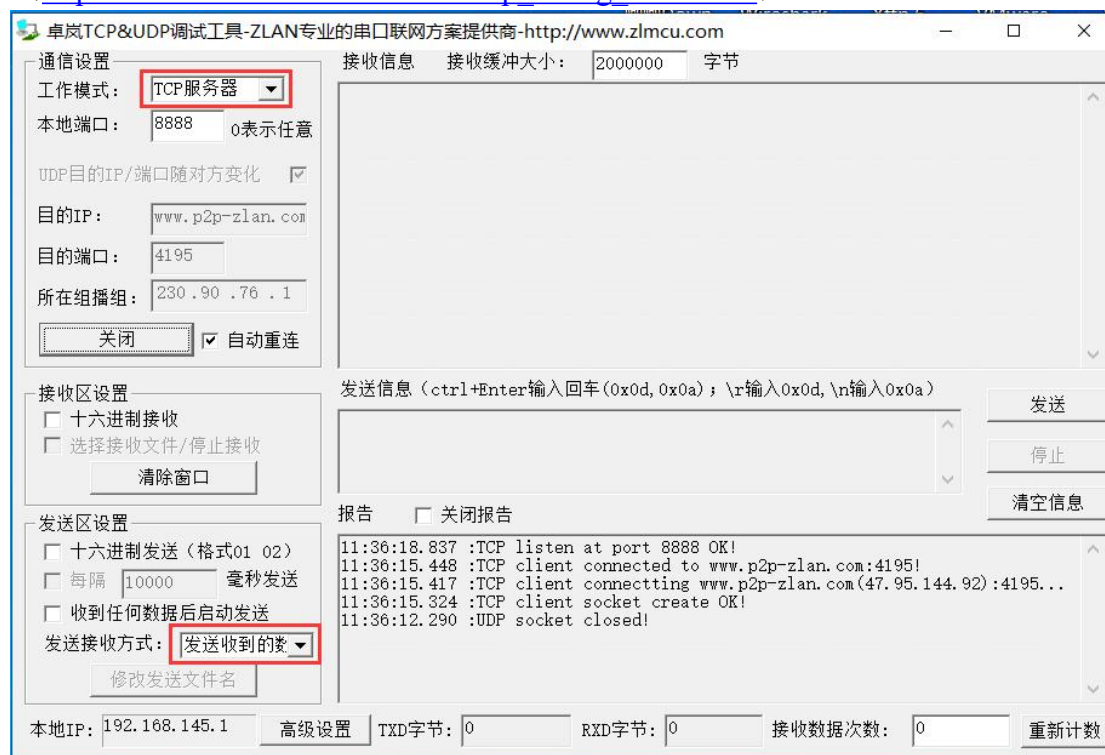 卓岚TCP&UDP调试工具-ZLAN专业的串口联网方案提供商-http://www.zlmcu.com
通信设置
工作模式： TCP服务器
本地端口： 8888 0表示任意
UDP目的IP/端口随对方变化
目的IP： www.p2p-zlan.com
目的端口： 4195
所在组播组： 230 .90 .76 .1
关闭 自动重连
接收信息 接收缓冲大小： 2000000 字节
接收区设置
十六进制接收
选择接收文件/停止接收
清除窗口
发送信息（ctrl+Enter输入回车(0x0d,0x0a)；\r输入0x0d,\n输入0x0a）
发送
停止
清空信息
发送区设置
十六进制发送（格式01 02）
每隔 10000 毫秒发送
收到任何数据后启动发送
发送接收方式： 发送收到的数
修改发送文件名
报告 关闭报告
11:36:18.837 :TCP listen at port 8888 OK!
11:36:15.448 :TCP client connected to www.p2p-zlan.com:4195!
11:36:15.417 :TCP client connectting www.p2p-zlan.com(47.95.144.92):4195...
11:36:15.324 :TCP client socket create OK!
11:36:12.290 :UDP socket closed!
本地IP: 192.168.145.1 高级设置 TXD字节: 0 RXD字节: 0 接收数据次数: 0 重新计数